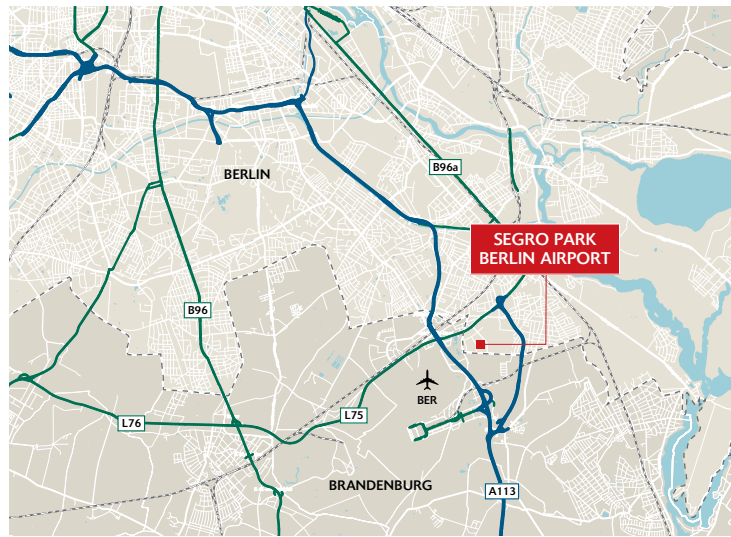 B96a
BERLIN
SEGRO PARK
BERLIN AIRPORT
B96
BER
L75
L76
BRANDENBURG
A113